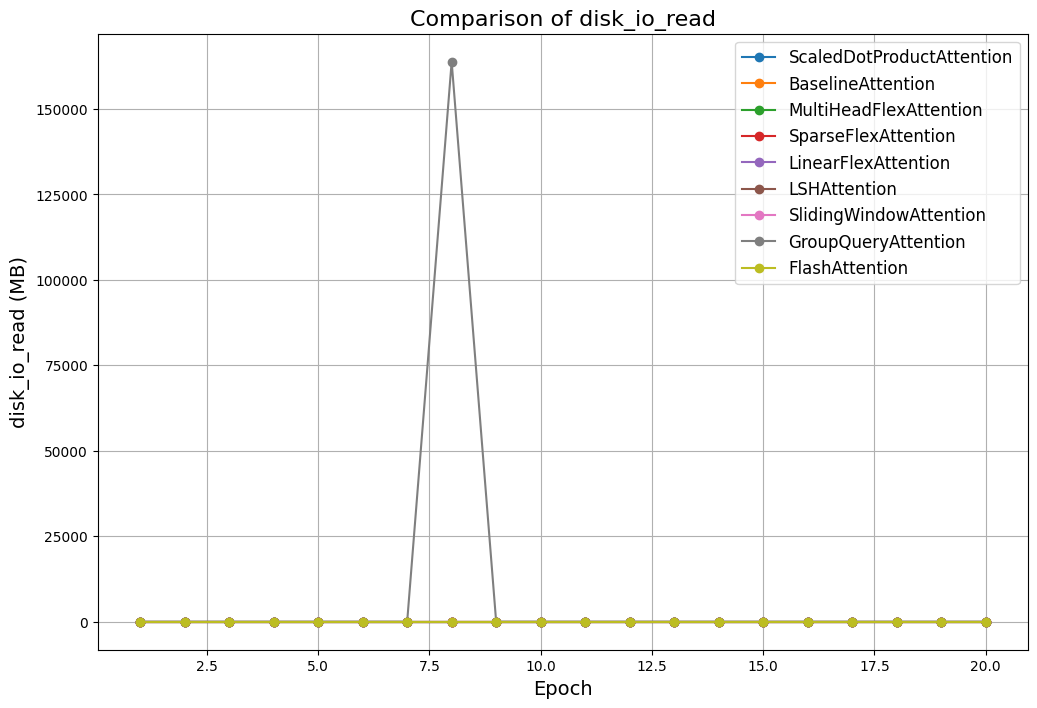 Comparison of disk_io_read
disk_io_read (MB)
150000
125000
100000
75000
50000
25000
0
ScaledDotProductAttention
BaselineAttention
MultiHeadFlexAttention
SparseFlexAttention
LinearFlexAttention
LSHAttention
SlidingWindowAttention
GroupQueryAttention
FlashAttention
2.5 5.0 7.5 10.0 12.5 15.0 17.5 20.0
Epoch